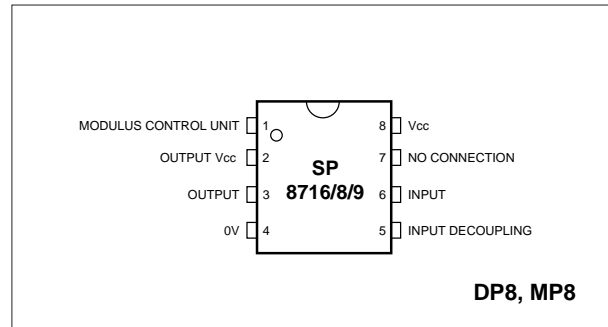 MODULUS CONTROL UNIT 1 8 Vcc
OUTPUT Vcc 2 SP 7 NO CONNECTION
OUTPUT 3 8716/8/9 6 INPUT
0V 4 5 INPUT DECOUPLING
DP8, MP8